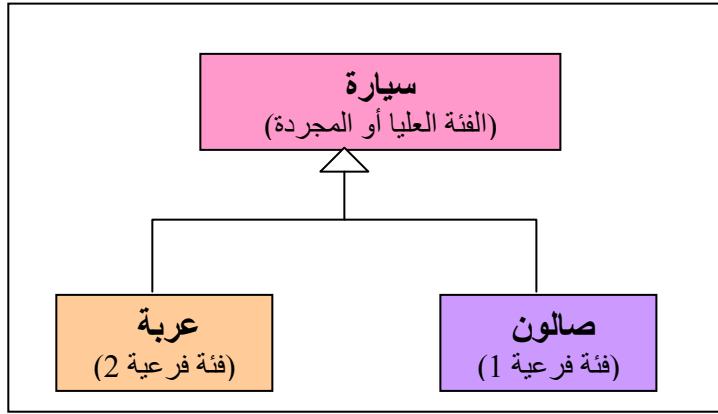 سيارة
(الفئة العليا أو المجردة)
صالون
(فئة فرعية 1)
عربة
(فئة فرعية 2)